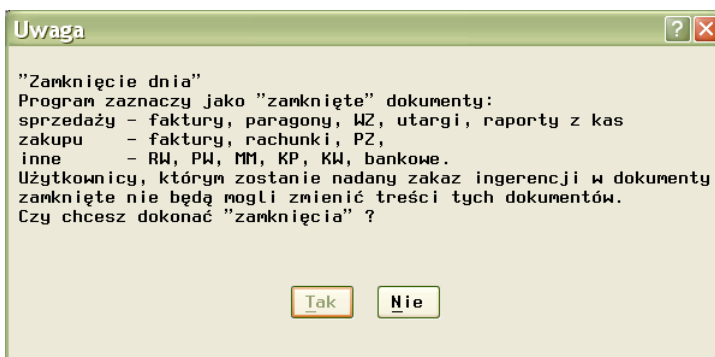 Uwaga
"Zamknięcie dnia"
Program zaznaczy jako "zamknięte" dokumenty:
sprzedaży - faktury, paragony, WZ, utargi, raporty z kas
zakupu    - faktury, rachunki, PZ,
inne      - RW, PW, MM, KP, KW, bankowe.
Użytkownicy, którym zostanie nadany zakaz ingerencji w dokumenty
zamknięte nie będą mogli zmienić treści tych dokumentów.
Czy chcesz dokonać "zamknięcia" ?
Tak Nie